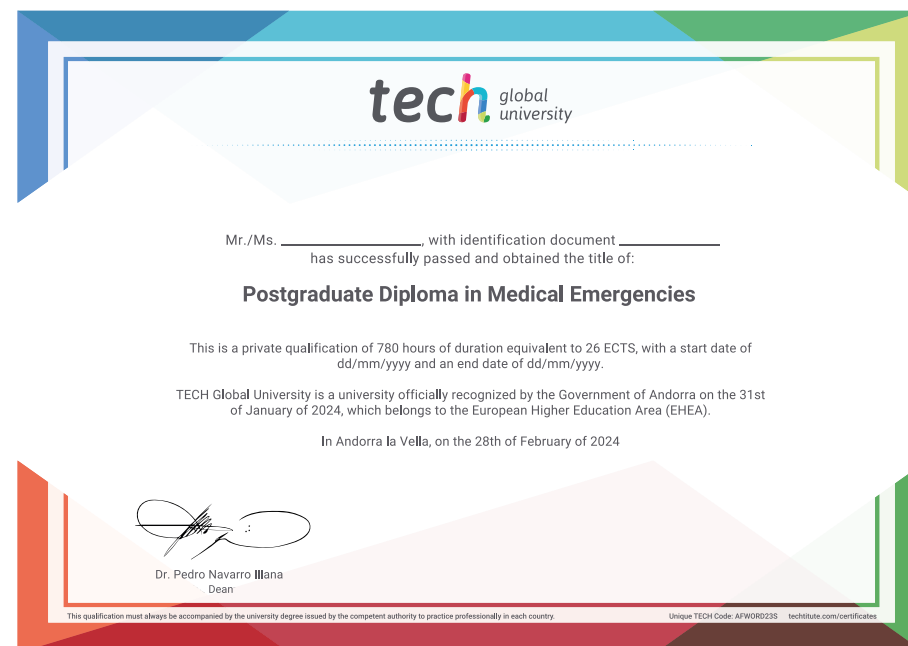 tech global university
Mr./Ms. ____________________, with identification document ______________
has successfully passed and obtained the title of:
Postgraduate Diploma in Medical Emergencies
This is a private qualification of 780 hours of duration equivalent to 26 ECTS, with a start date of
dd/mm/yyyy and an end date of dd/mm/yyyy.
TECH Global University is a university officially recognized by the Government of Andorra on the 31st
of January of 2024, which belongs to the European Higher Education Area (EHEA).
In Andorra la Vella, on the 28th of February of 2024
Dr. Pedro Navarro Illana
Dean
This qualification must always be accompanied by the university degree issued by the competent authority to practice professionally in each country.
Unique TECH Code: AFWORD23S techtitute.com/certificates